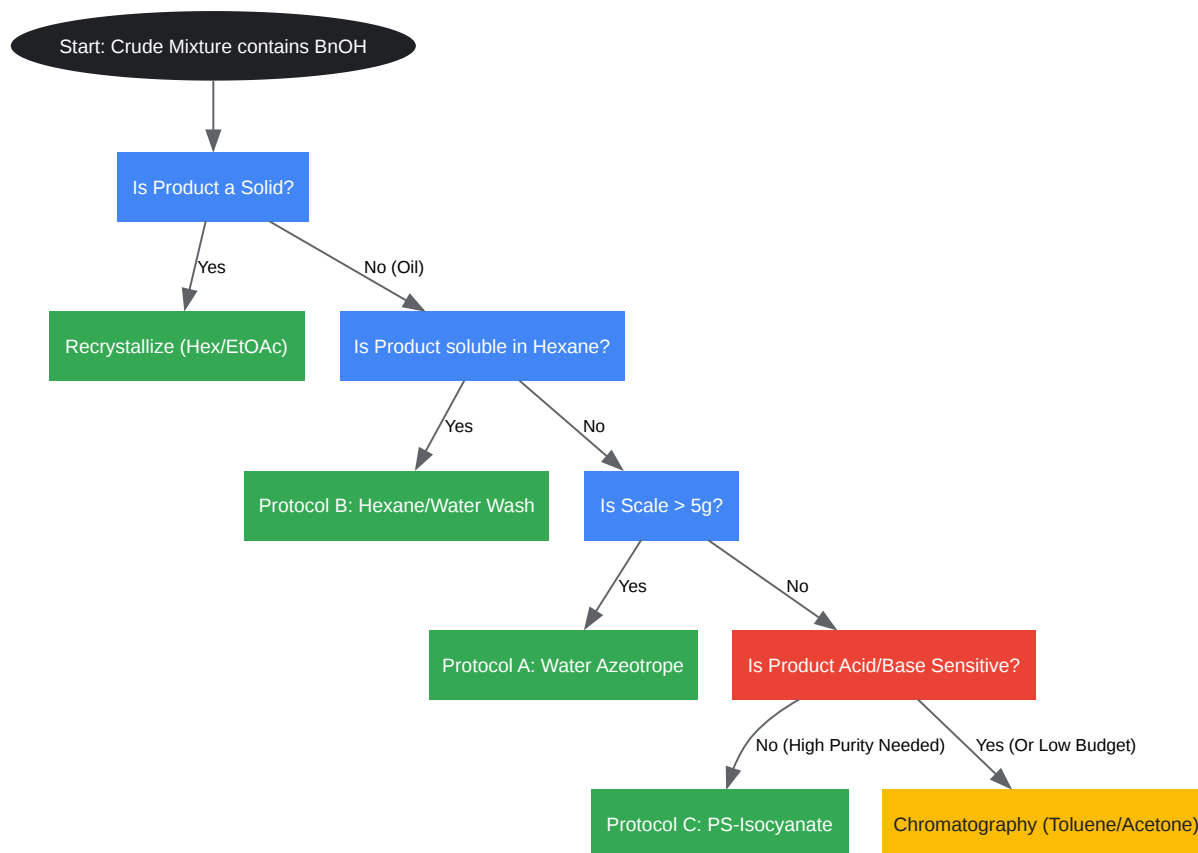 Start: Crude Mixture contains BnOH
Is Product a Solid?
Yes
No (Oil)
Recrystallize (Hex/EtOAc)
Is Product soluble in Hexane?
Yes
No
Protocol B: Hexane/Water Wash
Is Scale > 5g?
Yes
No
Protocol A: Water Azeotrope
Is Product Acid/Base Sensitive?
No (High Purity Needed)
Yes (Or Low Budget)
Protocol C: PS-Isocyanate
Chromatography (Toluene/Acetone)